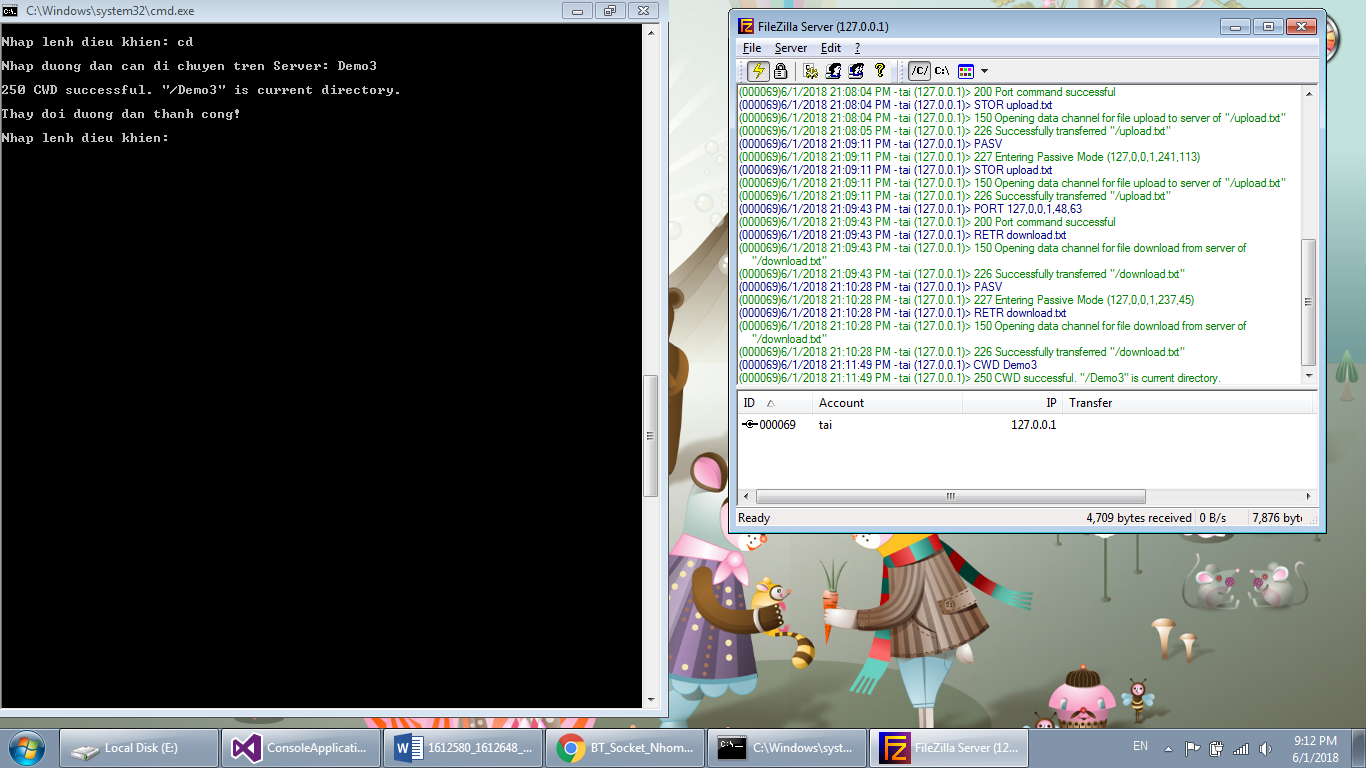 C:\Windows\system32\cmd.exe
Nhap lenh dieu khien: cd
Nhap duong dan can di chuyen tren Server: Demo3
250 CWD successful. "/Demo3" is current directory.
Thay doi duong dan thanh cong!
Nhap lenh dieu khien:
FileZilla Server (127.0.0.1)
File Server Edit ?
/C/ C:\
(000069)6/1/2018 21:08:04 PM - tai (127.0.0.1)> 200 Port command successful
(000069)6/1/2018 21:08:04 PM - tai (127.0.0.1)> STOR upload.txt
(000069)6/1/2018 21:08:04 PM - tai (127.0.0.1)> 150 Opening data channel for file upload to server of "/upload.txt"
(000069)6/1/2018 21:08:05 PM - tai (127.0.0.1)> 226 Successfully transferred "/upload.txt"
(000069)6/1/2018 21:09:11 PM - tai (127.0.0.1)> PASV
(000069)6/1/2018 21:09:11 PM - tai (127.0.0.1)> 227 Entering Passive Mode (127,0,0,1,241,113)
(000069)6/1/2018 21:09:11 PM - tai (127.0.0.1)> STOR upload.txt
(000069)6/1/2018 21:09:11 PM - tai (127.0.0.1)> 150 Opening data channel for file upload to server of "/upload.txt"
(000069)6/1/2018 21:09:11 PM - tai (127.0.0.1)> 226 Successfully transferred "/upload.txt"
(000069)6/1/2018 21:09:43 PM - tai (127.0.0.1)> PORT 127,0,0,1,48,63
(000069)6/1/2018 21:09:43 PM - tai (127.0.0.1)> 200 Port command successful
(000069)6/1/2018 21:09:43 PM - tai (127.0.0.1)> RETR download.txt
(000069)6/1/2018 21:09:43 PM - tai (127.0.0.1)> 150 Opening data channel for file download from server of
"/download.txt"
(000069)6/1/2018 21:09:43 PM - tai (127.0.0.1)> 226 Successfully transferred "/download.txt"
(000069)6/1/2018 21:10:28 PM - tai (127.0.0.1)> PASV
(000069)6/1/2018 21:10:28 PM - tai (127.0.0.1)> 227 Entering Passive Mode (127,0,0,1,237,45)
(000069)6/1/2018 21:10:28 PM - tai (127.0.0.1)> RETR download.txt
(000069)6/1/2018 21:10:28 PM - tai (127.0.0.1)> 150 Opening data channel for file download from server of
"/download.txt"
(000069)6/1/2018 21:10:28 PM - tai (127.0.0.1)> 226 Successfully transferred "/download.txt"
(000069)6/1/2018 21:11:49 PM - tai (127.0.0.1)> CWD Demo3
(000069)6/1/2018 21:11:49 PM - tai (127.0.0.1)> 250 CWD successful. "/Demo3" is current directory.
ID Account IP Transfer
000069 tai 127.0.0.1
Ready 4,709 bytes received 0 B/s 7,876 byt
Local Disk (E:) ConsoleApplicati... 1612580_1612648_... BT_Socket_Nhom... C:\Windows\syst... FileZilla Server (12...
EN 9:12 PM
6/1/2018